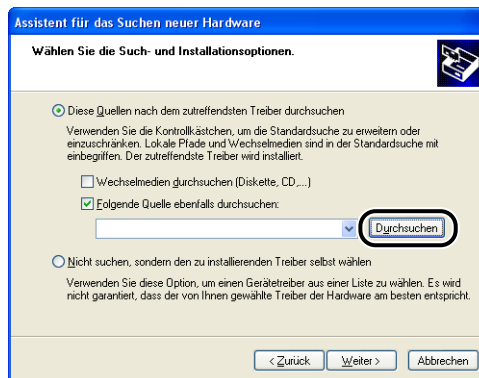 Assistent für das Suchen neuer Hardware
Wählen Sie die Such- und Installationsoptionen.
Diese Quellen nach dem zutreffendsten Treiber durchsuchen
Verwenden Sie die Kontrollkästchen, um die Standardsuche zu erweitern oder
einzuschränken. Lokale Pfade und Wechselmedien sind in der Standardsuche mit
einbegriffen. Der zutreffendste Treiber wird installiert.
Wechselmedien durchsuchen (Diskette, CD,...)
Folgende Quelle ebenfalls durchsuchen:
Durchsuchen
Nicht suchen, sondern den zu installierenden Treiber selbst wählen
Verwenden Sie diese Option, um einen Gerätetreiber aus einer Liste zu wählen. Es wird
nicht garantiert, dass der von Ihnen gewählte Treiber der Hardware am besten entspricht.
< Zurück Weiter > Abbrechen